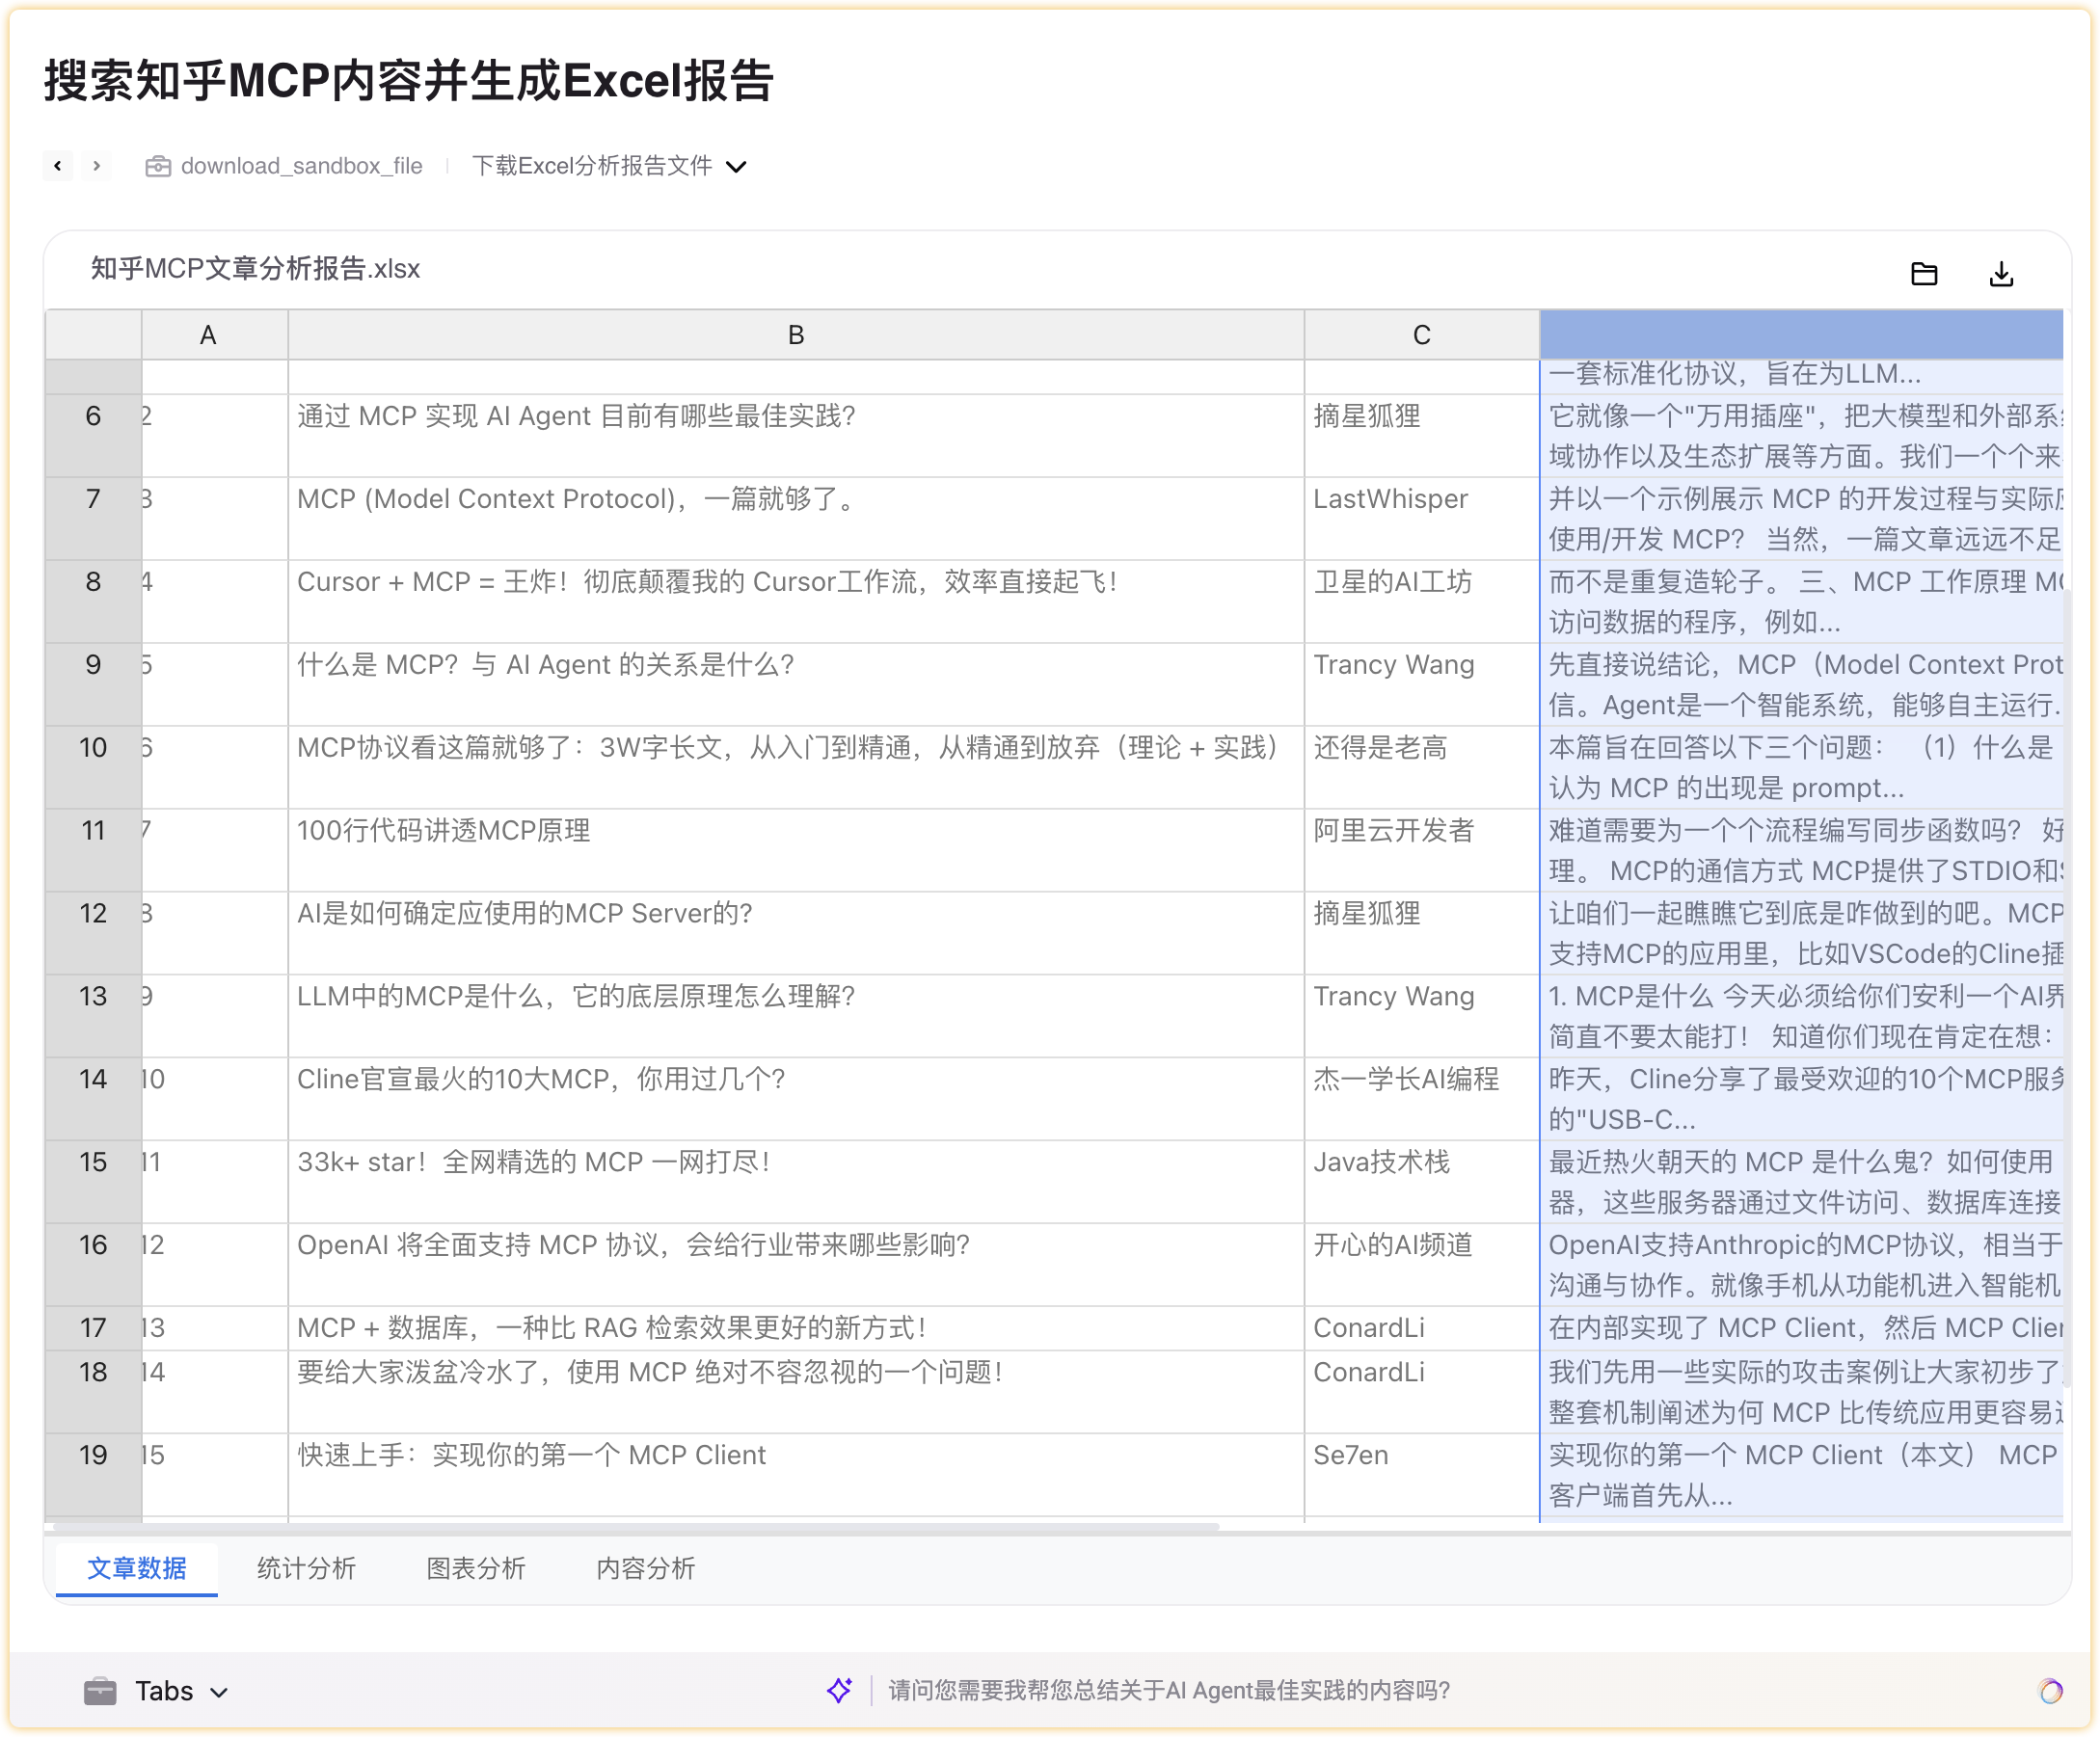 搜索知乎MCP内容并生成Excel报告
download_sandbox_file 下载Excel分析报告文件
知乎MCP文章分析报告.xlsx
A B C
一套标准化协议，旨在为LLM...
6 2 通过 MCP 实现 AI Agent 目前有哪些最佳实践？ 摘星狐狸 它就像一个"万用插座"，把大模型和外部系
域协作以及生态扩展等方面。我们一个个来
7 3 MCP (Model Context Protocol)，一篇就够了。 LastWhisper 并以一个示例展示 MCP 的开发过程与实际
使用/开发 MCP？ 当然，一篇文章远远不足
8 4 Cursor + MCP = 王炸！彻底颠覆我的 Cursor工作流，效率直接起飞！ 卫星的AI工坊 而不是重复造轮子。 三、MCP 工作原理
访问数据的程序，例如...
9 5 什么是 MCP？与 AI Agent 的关系是什么？ Trancy Wang 先直接说结论，MCP（Model Context Prot
信。Agent是一个智能系统，能够自主运行.
10 6 MCP协议看这篇就够了：3W字长文，从入门到精通，从精通到放弃（理论 + 实践） 还得是老高 本篇旨在回答以下三个问题： （1）什么是
认为 MCP 的出现是 prompt...
11 7 100行代码讲透MCP原理 阿里云开发者 难道需要为一个个流程编写同步函数吗？ 好
理。 MCP的通信方式 MCP提供了STDIO和
12 8 AI是如何确定应使用的MCP Server的？ 摘星狐狸 让咱们一起瞧瞧它到底是咋做到的吧。MCP
支持MCP的应用里，比如VSCode的Cline插
13 9 LLM中的MCP是什么，它的底层原理怎么理解？ Trancy Wang 1. MCP是什么 今天必须给你们安利一个AI界
简直不要太能打！ 知道你们现在肯定在想：
14 10 Cline官宣最火的10大MCP，你用过几个？ 杰一学长AI编程 昨天，Cline分享了最受欢迎的10个MCP服务
的"USB-C...
15 11 33k+ star！全网精选的 MCP 一网打尽！ Java技术栈 最近热火朝天的 MCP 是什么鬼？如何使用
器，这些服务器通过文件访问、数据库连接
16 12 OpenAI 将全面支持 MCP 协议，会给行业带来哪些影响？ 开心的AI频道 OpenAI支持Anthropic的MCP协议，相当于
沟通与协作。就像手机从功能机进入智能机
17 13 MCP + 数据库，一种比 RAG 检索效果更好的新方式！ ConardLi 在内部实现了 MCP Client，然后 MCP Clien
18 14 要给大家泼盆冷水了，使用 MCP 绝对不容忽视的一个问题！ ConardLi 我们先用一些实际的攻击案例让大家初步了
整套机制阐述为何 MCP 比传统应用更容易
19 15 快速上手：实现你的第一个 MCP Client Se7en 实现你的第一个 MCP Client（本文） MCP
客户端首先从...
文章数据 统计分析 图表分析 内容分析
Tabs 请问您需要我帮您总结关于AI Agent最佳实践的内容吗？